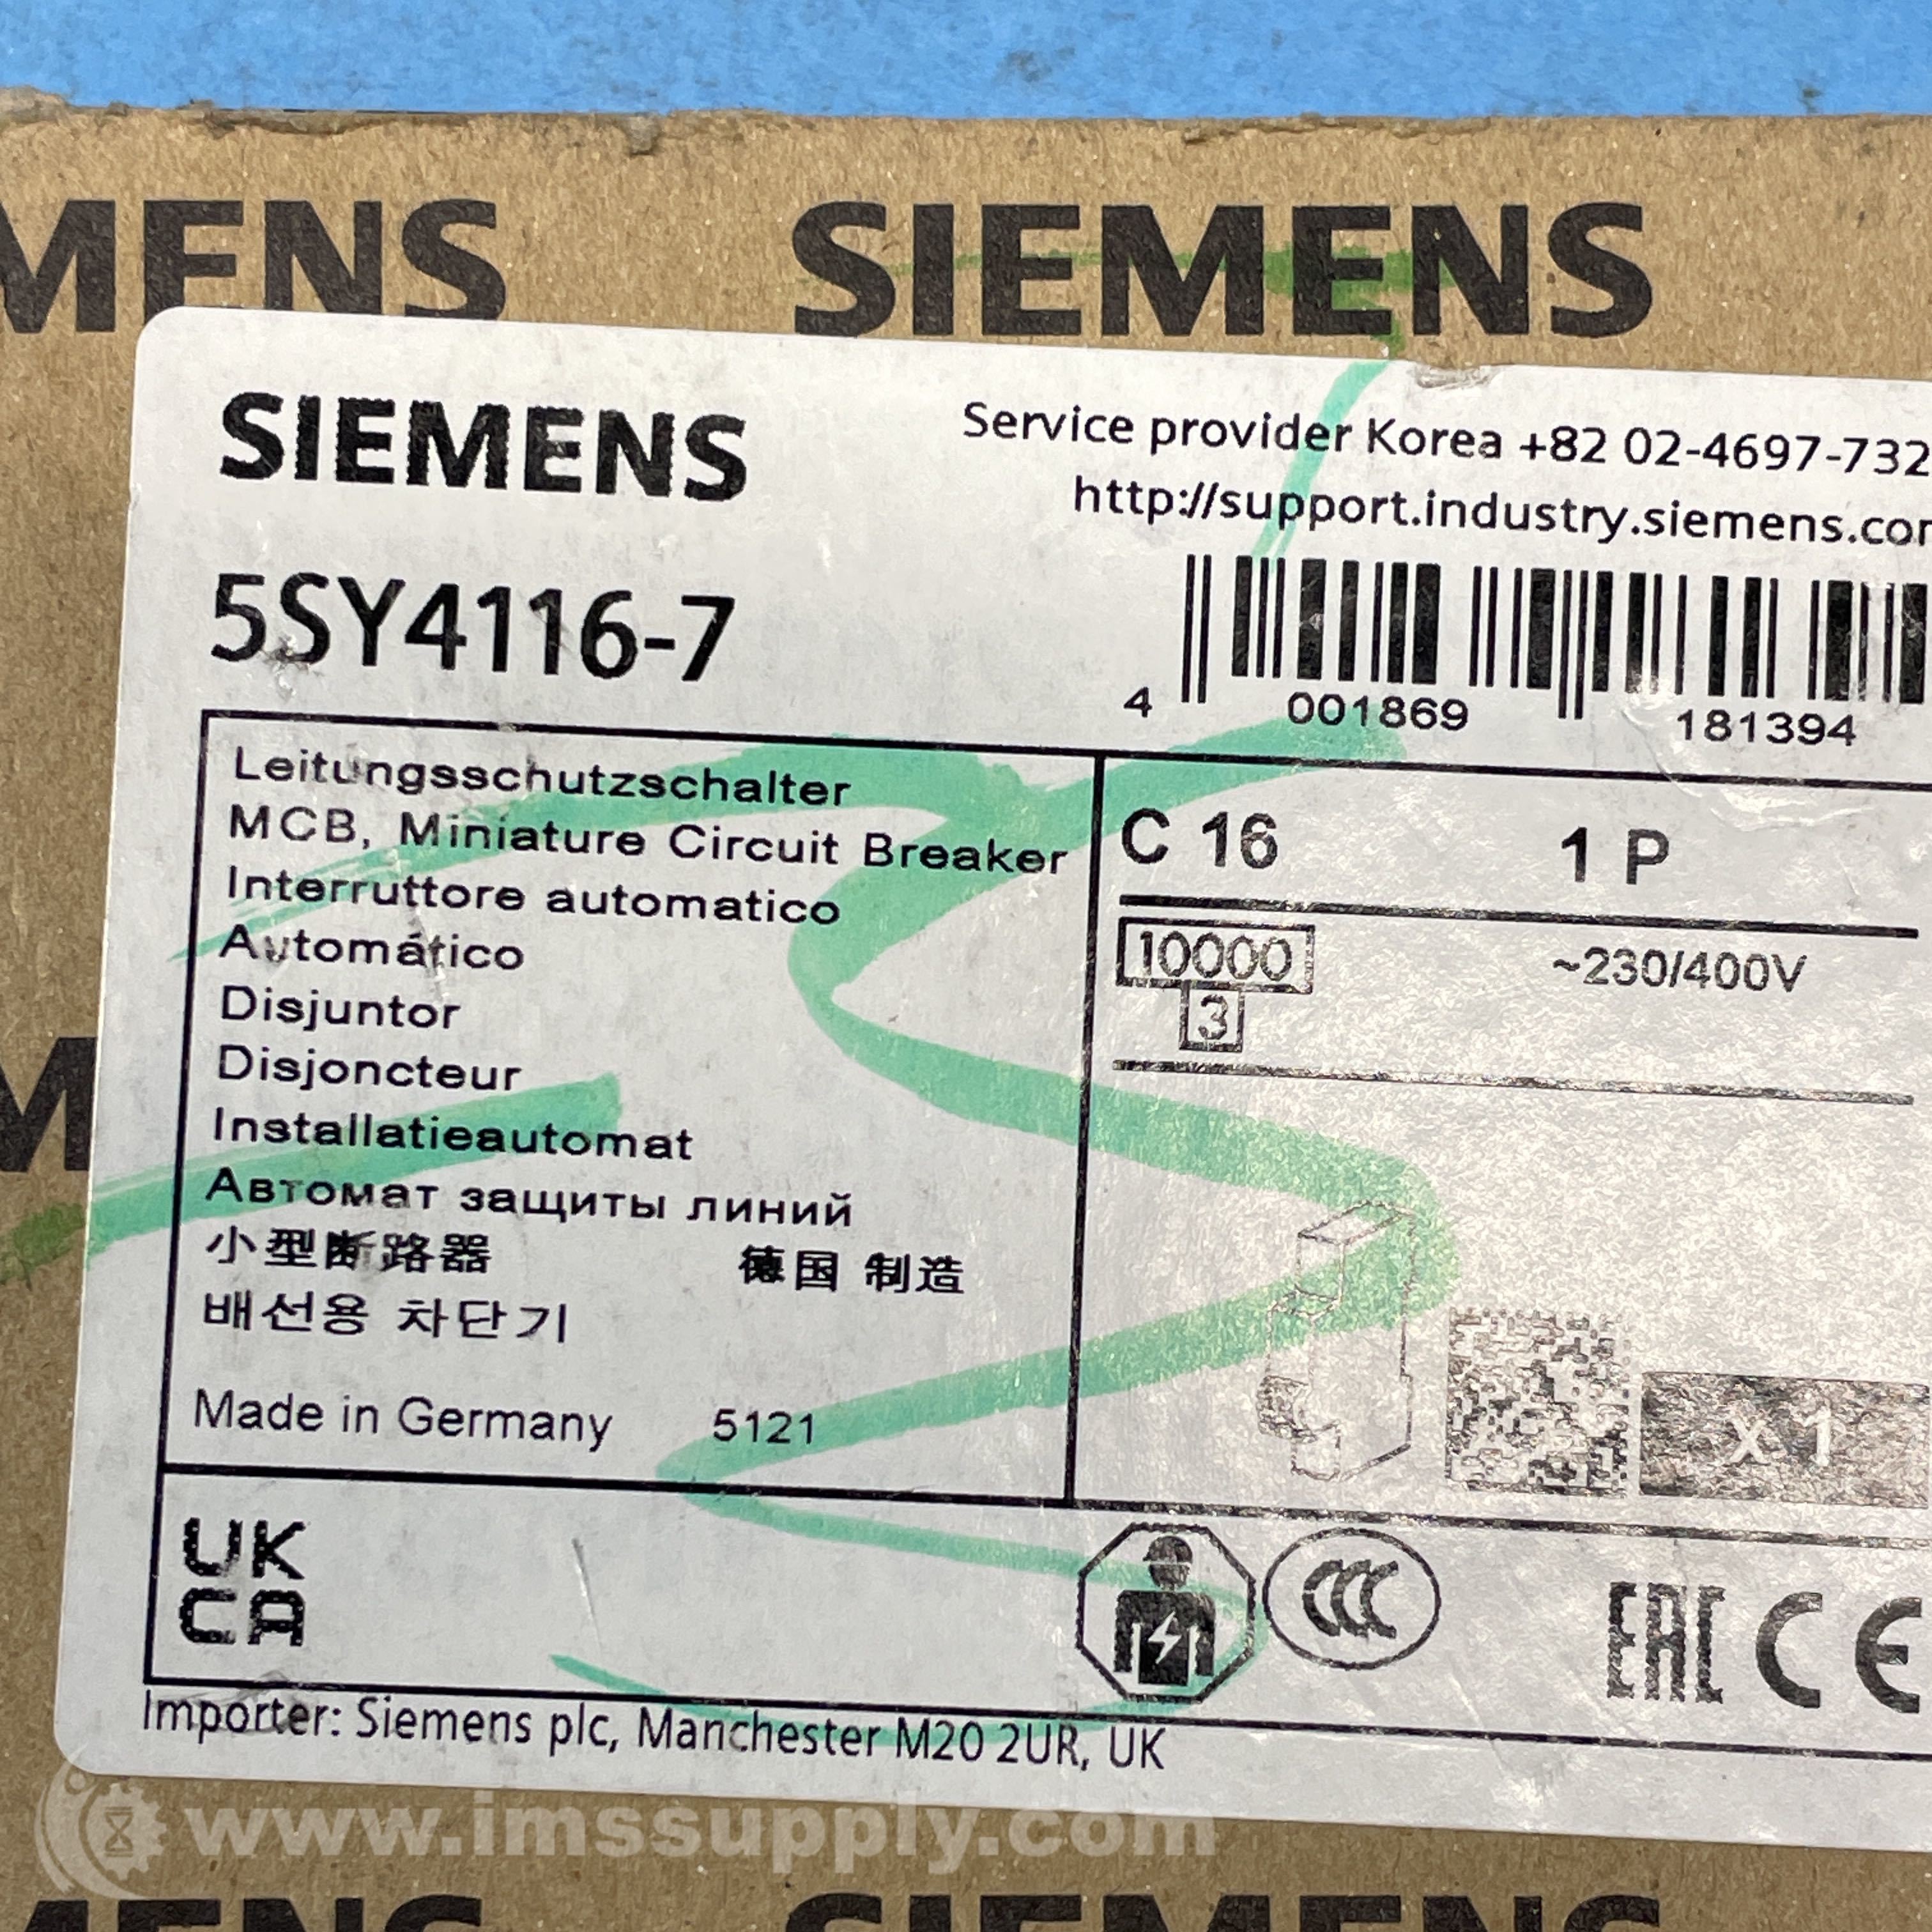 MENS SIEMENS
SIEMENS
Service provider Korea +82 02-4697-732
http://support.industry.siemens.co
5SY4116-7
4 001869 181394
Leitungsschutzschalter
MCB, Miniature Circuit Breaker
Interruttore automatico
Automático
Disjuntor
Disjoncteur
Installatieautomat
Автомат защиты линий
小型断路器 德国 制造
배선용 차단기
Made in Germany 5121
C 16 1 P
10000 ~230/400V
3
x 1
UK
CA
CCC EAC CE
Importer: Siemens plc, Manchester M20 2UR, UK
www.imssupply.com
MENS SIEMENS